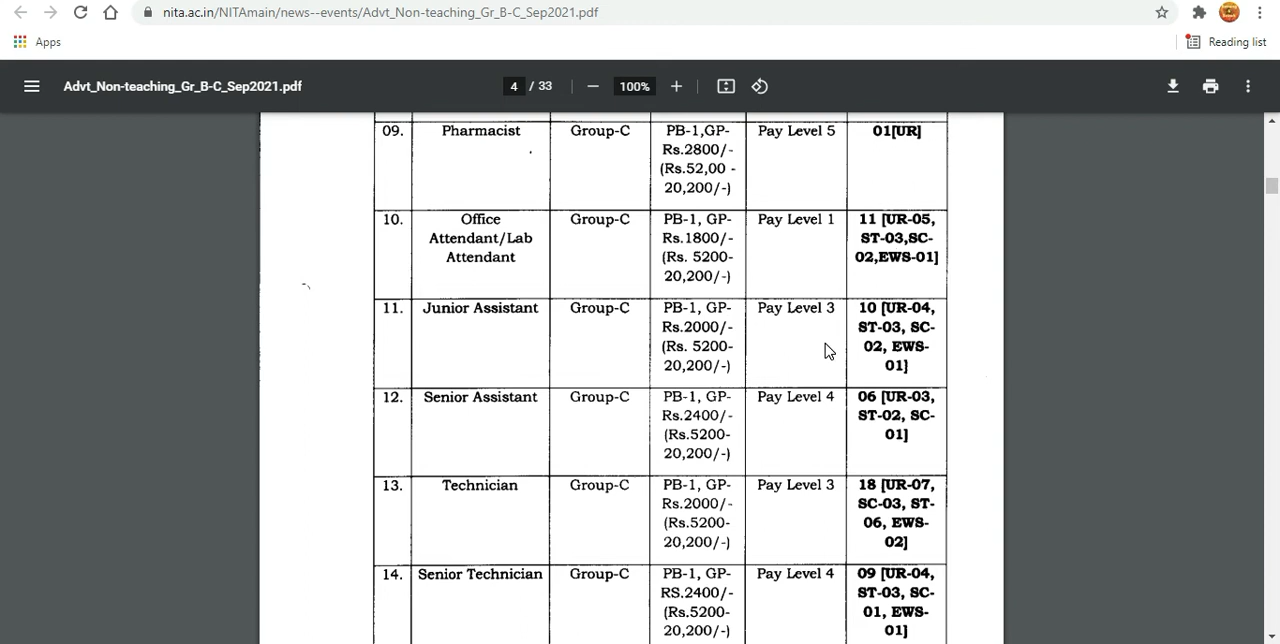 nita.ac.in/NITAmain/news--events/Advt_Non-teaching_Gr_B-C_Sep2021.pdf
Apps
Reading list
Advt_Non-teaching_Gr_B-C_Sep2021.pdf
4 / 33
100%
09. Pharmacist Group-C PB-1,GP- Pay Level 5 01[UR]
Rs.2800/-
(Rs.52,00 -
20,200/-)
10. Office Group-C PB-1, GP- Pay Level 1 11 [UR-05,
Attendant/Lab Rs.1800/- ST-03,SC-
Attendant (Rs. 5200- 02,EWS-01]
20,200/-)
11. Junior Assistant Group-C PB-1, GP- Pay Level 3 10 [UR-04,
Rs.2000/- ST-03, SC-
(Rs. 5200- 02, EWS-
20,200/-) 01]
12. Senior Assistant Group-C PB-1, GP- Pay Level 4 06 [UR-03,
Rs.2400/- ST-02, SC-
(Rs.5200- 01]
20,200/-)
13. Technician Group-C PB-1, GP- Pay Level 3 18 [UR-07,
Rs.2000/- SC-03, ST-
(Rs.5200- 06, EWS-
20,200/-) 02]
14. Senior Technician Group-C PB-1, GP- Pay Level 4 09 [UR-04,
RS.2400/- ST-03, SC-
(Rs.5200- 01, EWS-
20,200/-) 01]